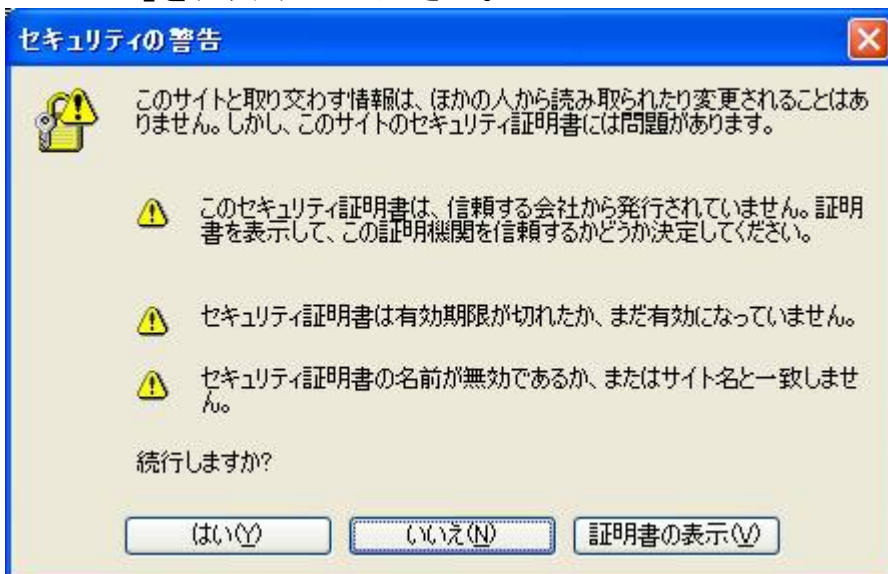 セキュリティの警告
このサイトと取り交わす情報は、ほかの人から読み取られたり変更されることはあ
りません。しかし、このサイトのセキュリティ証明書には問題があります。
このセキュリティ証明書は、信頼する会社から発行されていません。証明
書を表示して、この証明機関を信頼するかどうか決定してください。
セキュリティ証明書は有効期限が切れたか、まだ有効になっていません。
セキュリティ証明書の名前が無効であるか、またはサイト名と一致しませ
ん。
続行しますか?
はい(Y) いいえ(N) 証明書の表示(V)